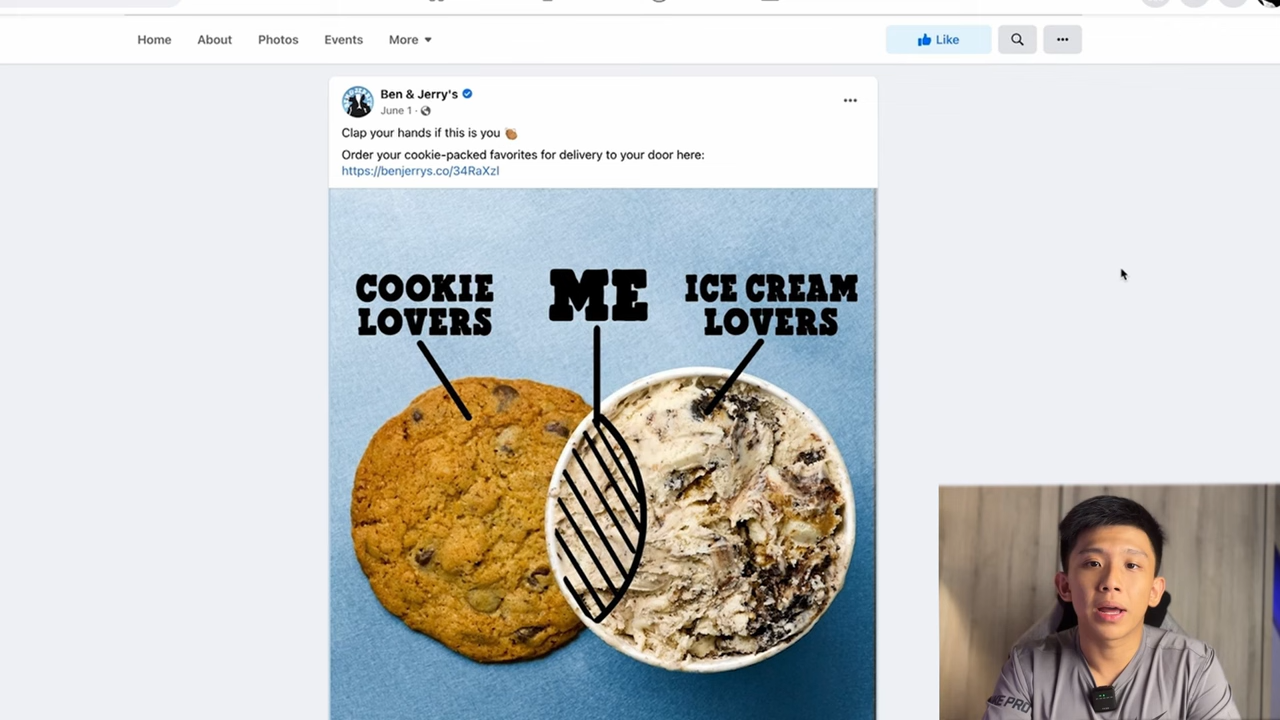 Home About Photos Events More Like
Ben & Jerry's
June 1
Clap your hands if this is you
Order your cookie-packed favorites for delivery to your door here:
https://benjerrys.co/34RaXzl
COOKIE LOVERS
ME
ICE CREAM LOVERS
PRO